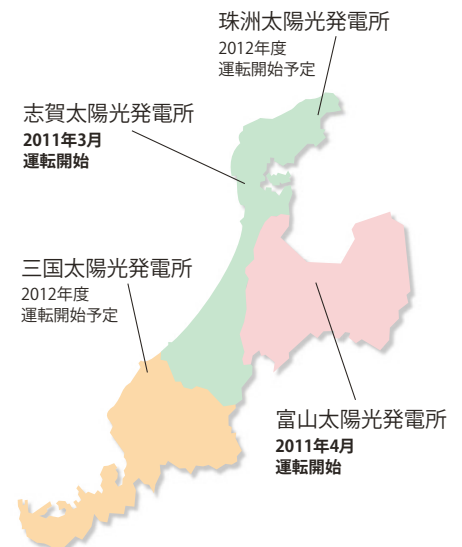 珠洲太陽光発電所
2012年度
運転開始予定
志賀太陽光発電所
2011年3月
運転開始
三国太陽光発電所
2012年度
運転開始予定
富山太陽光発電所
2011年4月
運転開始